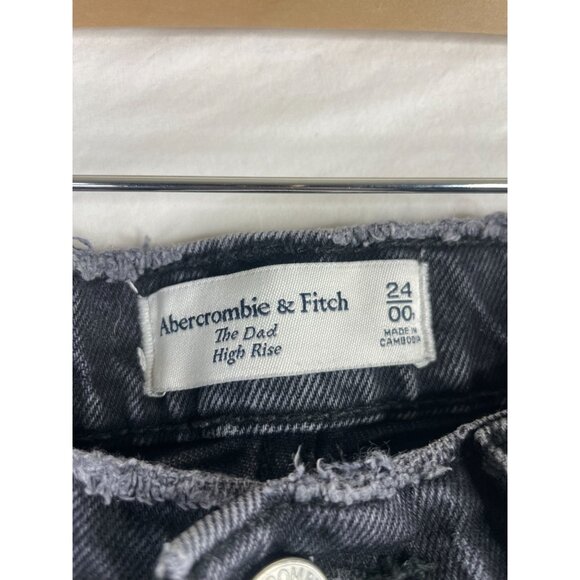 Abercrombie & Fitch
The Dad
High Rise
24
00
MADE IN
CAMBODIA